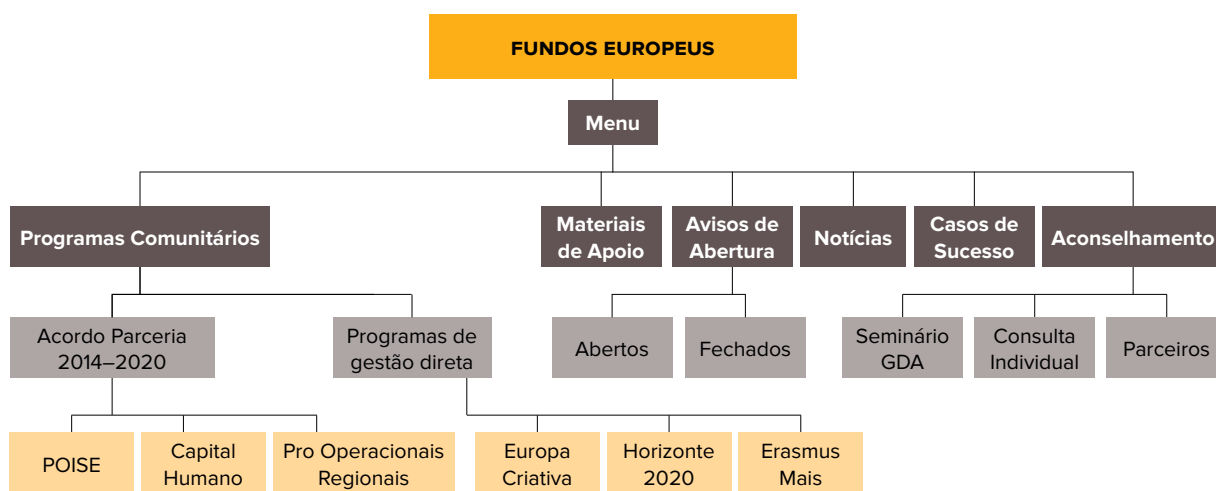 FUNDOS EUROPEUS
Menu
Programas Comunitários
Materiais
de Apoio
Avisos de
Abertura
Notícias
Casos de
Sucesso
Aconselhamento
Acordo Parceria
2014–2020
Programas de
gestão direta
Abertos
Fechados
Seminário
GDA
Consulta
Individual
Parceiros
POISE
Capital
Humano
Pro Operacionais
Regionais
Europa
Criativa
Horizonte
2020
Erasmus
Mais